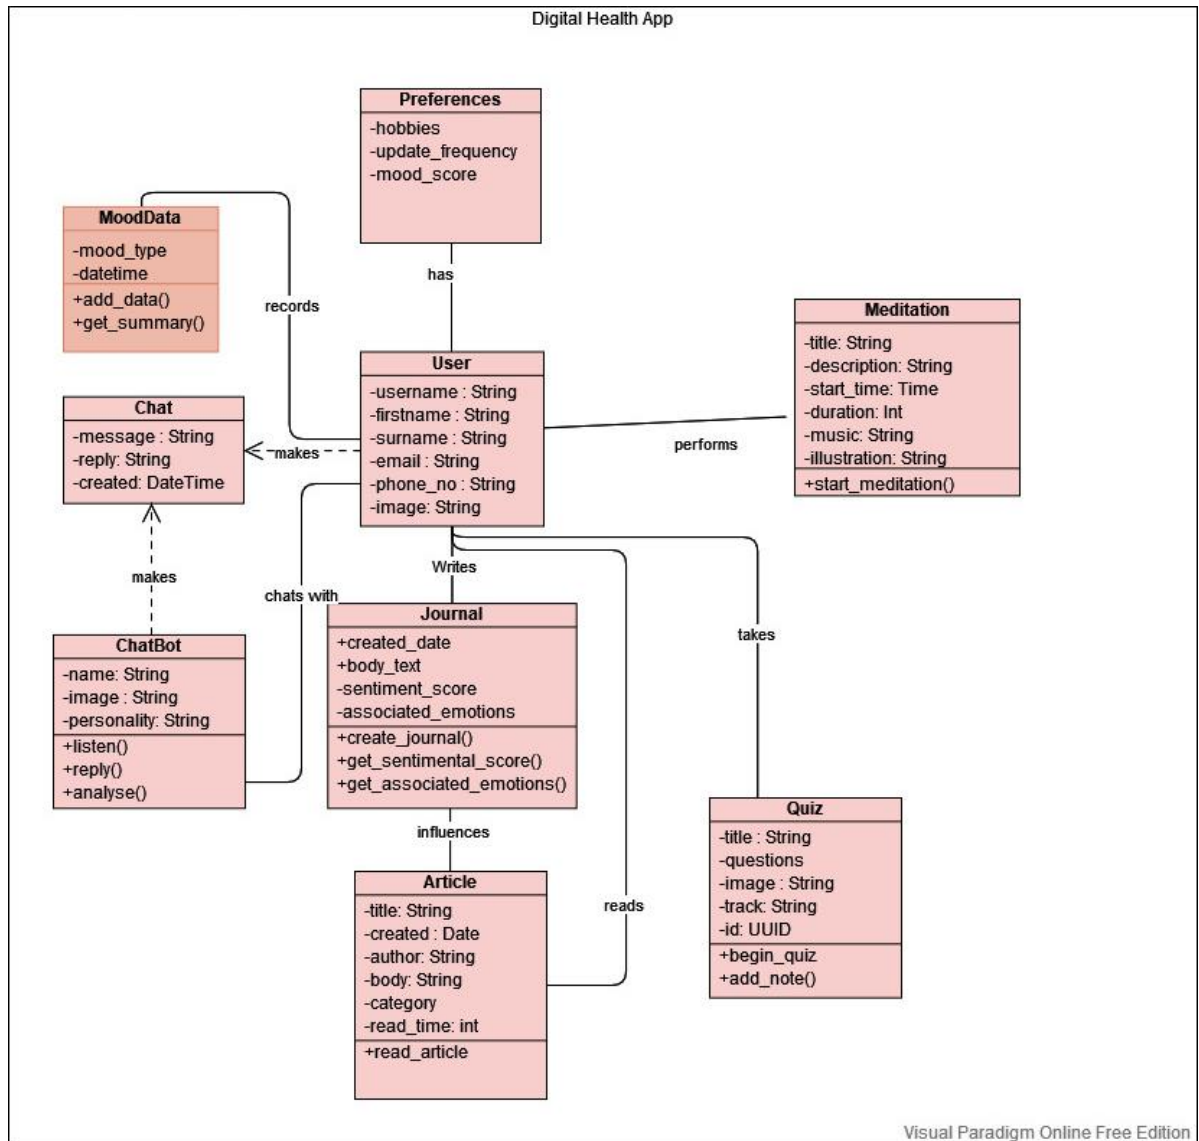 Digital Health App
Preferences
-hobbies
-update_frequency
-mood_score
MoodData
-mood_type
-datetime
+add_data()
+get_summary()
has
records
Meditation
-title: String
-description: String
-start_time: Time
-duration: Int
-music: String
-illustration: String
+start_meditation()
User
-username : String
-firstname : String
-surname : String
-email : String
-phone_no : String
-image: String
Chat
-message : String
-reply: String
-created: DateTime
makes
performs
makes
chats with
Writes
ChatBot
-name: String
-image : String
-personality: String
+listen()
+reply()
+analyse()
Journal
+created_date
+body_text
-sentiment_score
-associated_emotions
+create_journal()
+get_sentimental_score()
+get_associated_emotions()
takes
influences
Article
-title: String
-created : Date
-author: String
-body: String
-category
-read_time: int
+read_article
reads
Quiz
-title : String
-questions
-image : String
-track: String
-id: UUID
+begin_quiz
+add_note()
Visual Paradigm Online Free Edition